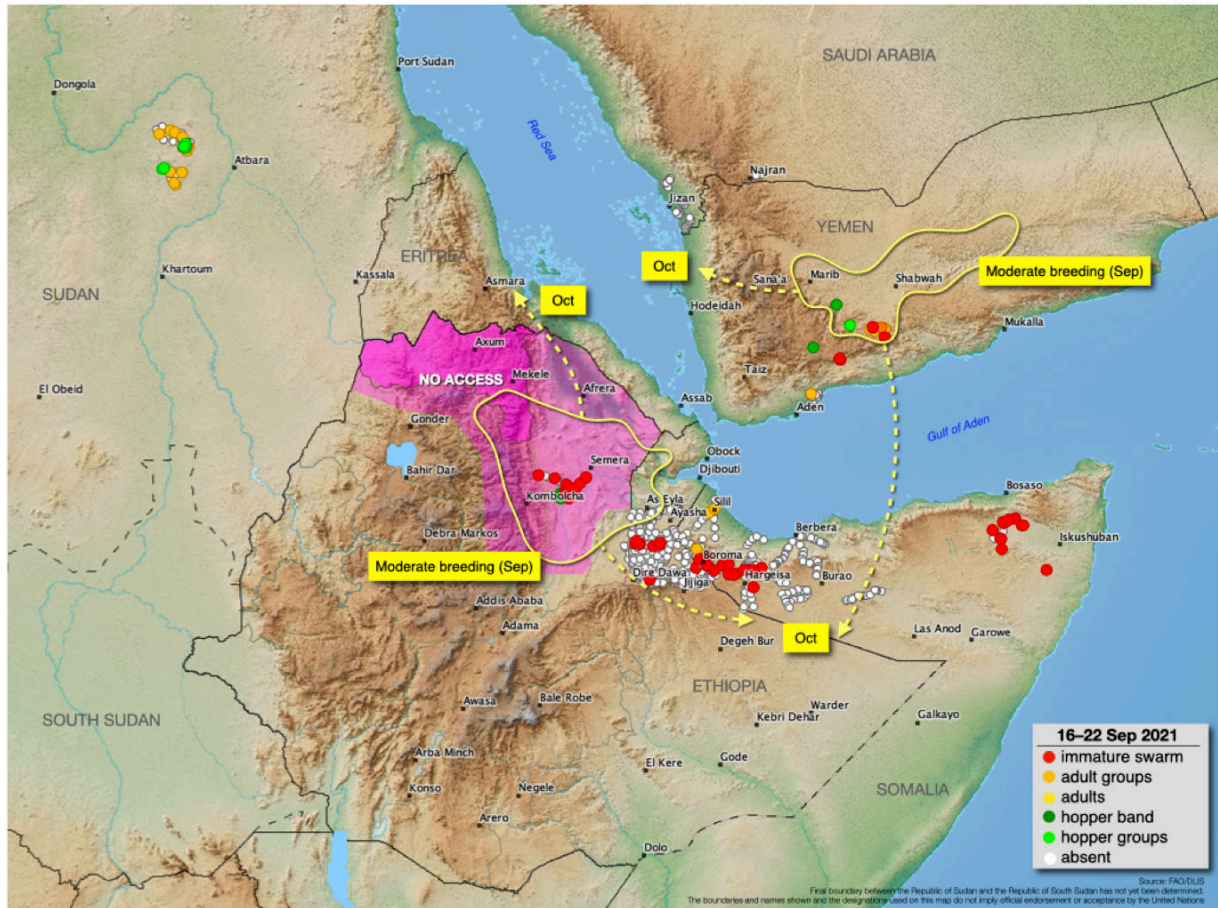 SAUDI ARABIA
Port Sudan
Dongola
Red Sea
Atbara
Najran
Jizan
YEMEN
ERITREA
Oct
Sana'a
Marib
Shabwah
Moderate breeding (Sep)
Khartoum
Kassala
Asmara
Oct
SUDAN
Hodeidah
Mukalla
Axum
NO ACCESS
Mekele
Afrera
Taiz
El Obeid
Assab
Aden
Gonder
Gulf of Aden
Obock
Semera
Djibouti
Bahir Dar
Bosaso
Kombolcha
As Eyla
Silil
Ayasha
Debra Markos
Berbera
Iskushuban
Boroma
Moderate breeding (Sep)
Dire Dawa
Hargeisa
Burao
Jijiga
Addis Ababa
Adama
Oct
Las Anod
Garowe
Degeh Bur
ETHIOPIA
SOUTH SUDAN
Awasa
Bale Robe
Warder
Kebri Dehar
Galkayo
Arba Minch
Gode
El Kere
SOMALIA
Konso
Negele
Arero
Dolo
16–22 Sep 2021
immature swarm
adult groups
adults
hopper band
hopper groups
absent
Source: FAO/DLIS
Final boundary between the Republic of Sudan and the Republic of South Sudan has not yet been determined.
The boundaries and names shown and the designations used on this map do not imply official endorsement or acceptance by the United Nations
?